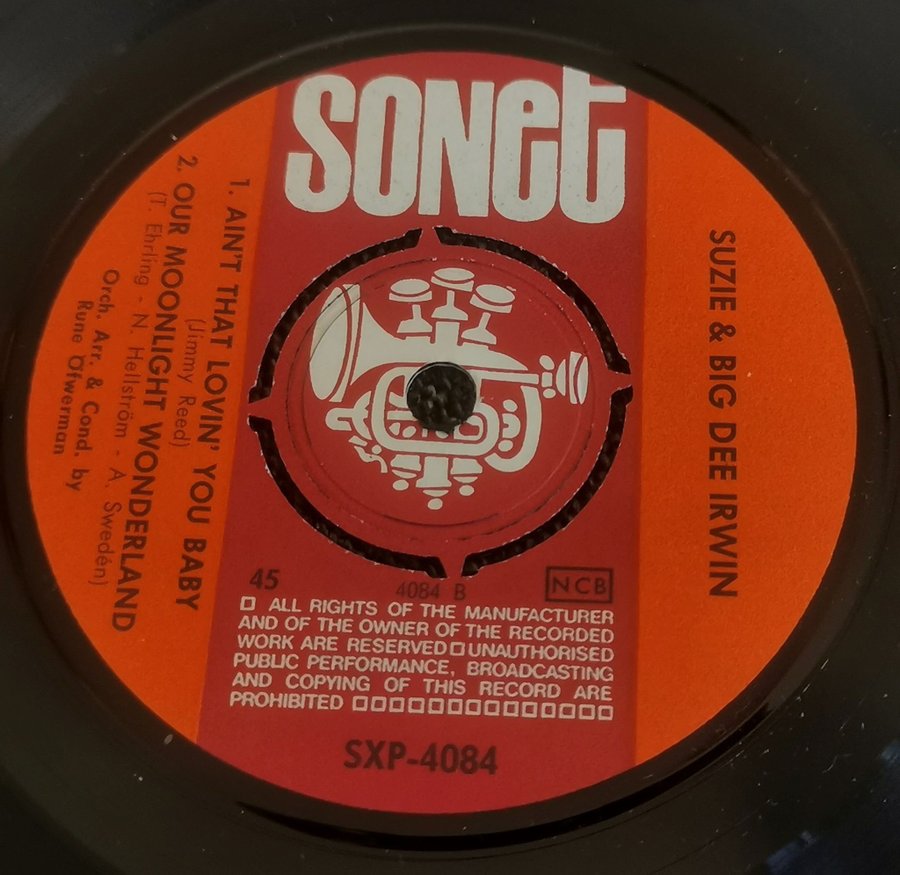 SONet
SUZIE & BIG DEE IRWIN
1. AIN'T THAT LOVIN' YOU BABY
(Jimmy Reed)
2. OUR MOONLIGHT WONDERLAND
(T. Ehrling - N. Hellström - A. Swedén)
Orch. Arr. & Cond. by
Rune Öfwerman
45
4084 B
NCB
ALL RIGHTS OF THE MANUFACTURER
AND OF THE OWNER OF THE RECORDED
WORK ARE RESERVED UNAUTHORISED
PUBLIC PERFORMANCE, BROADCASTING
AND COPYING OF THIS RECORD ARE
PROHIBITED
SXP-4084